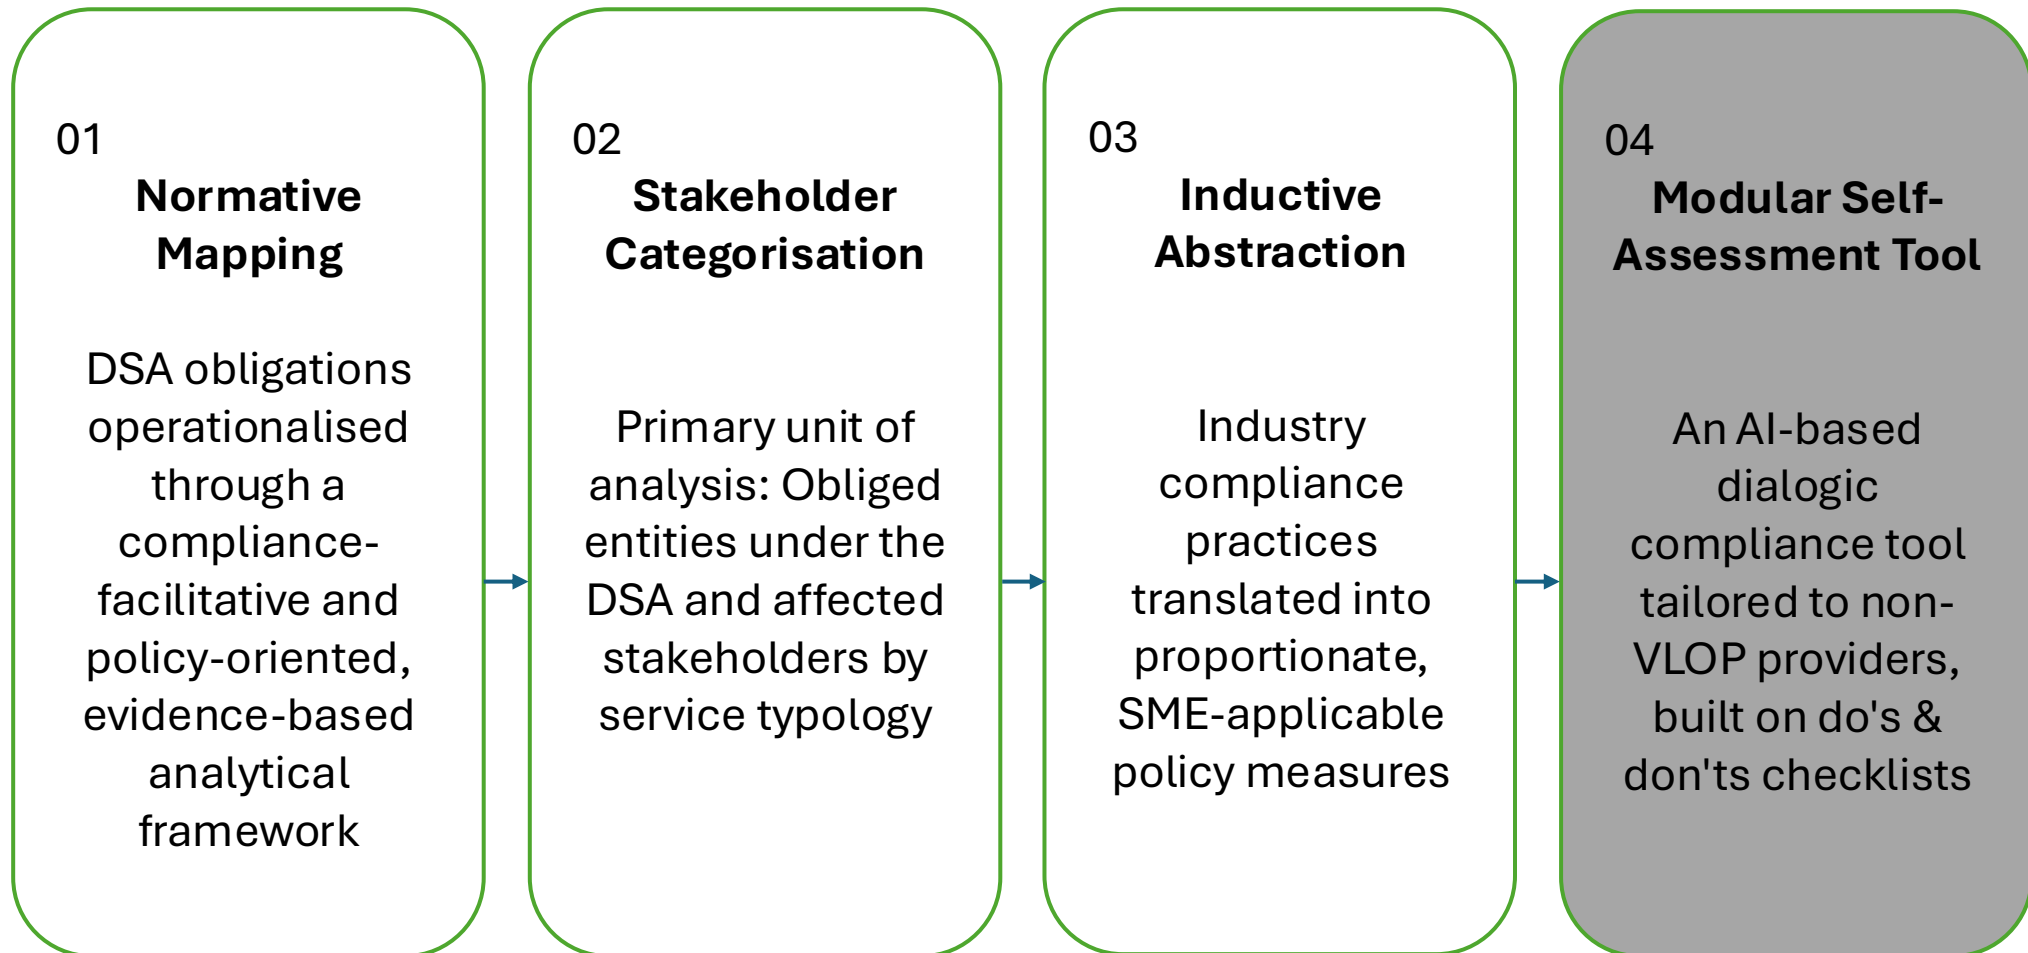 01
Normative
Mapping
DSA obligations
operationalised
through a
compliance-
facilitative and
policy-oriented,
evidence-based
analytical
framework
02
Stakeholder
Categorisation
Primary unit of
analysis: Obliged
entities under the
DSA and affected
stakeholders by
service typology
03
Inductive
Abstraction
Industry
compliance
practices
translated into
proportionate,
SME-applicable
policy measures
04
Modular Self-
Assessment Tool
An AI-based
dialogic
compliance tool
tailored to non-
VLOP providers,
built on do's &
don'ts checklists